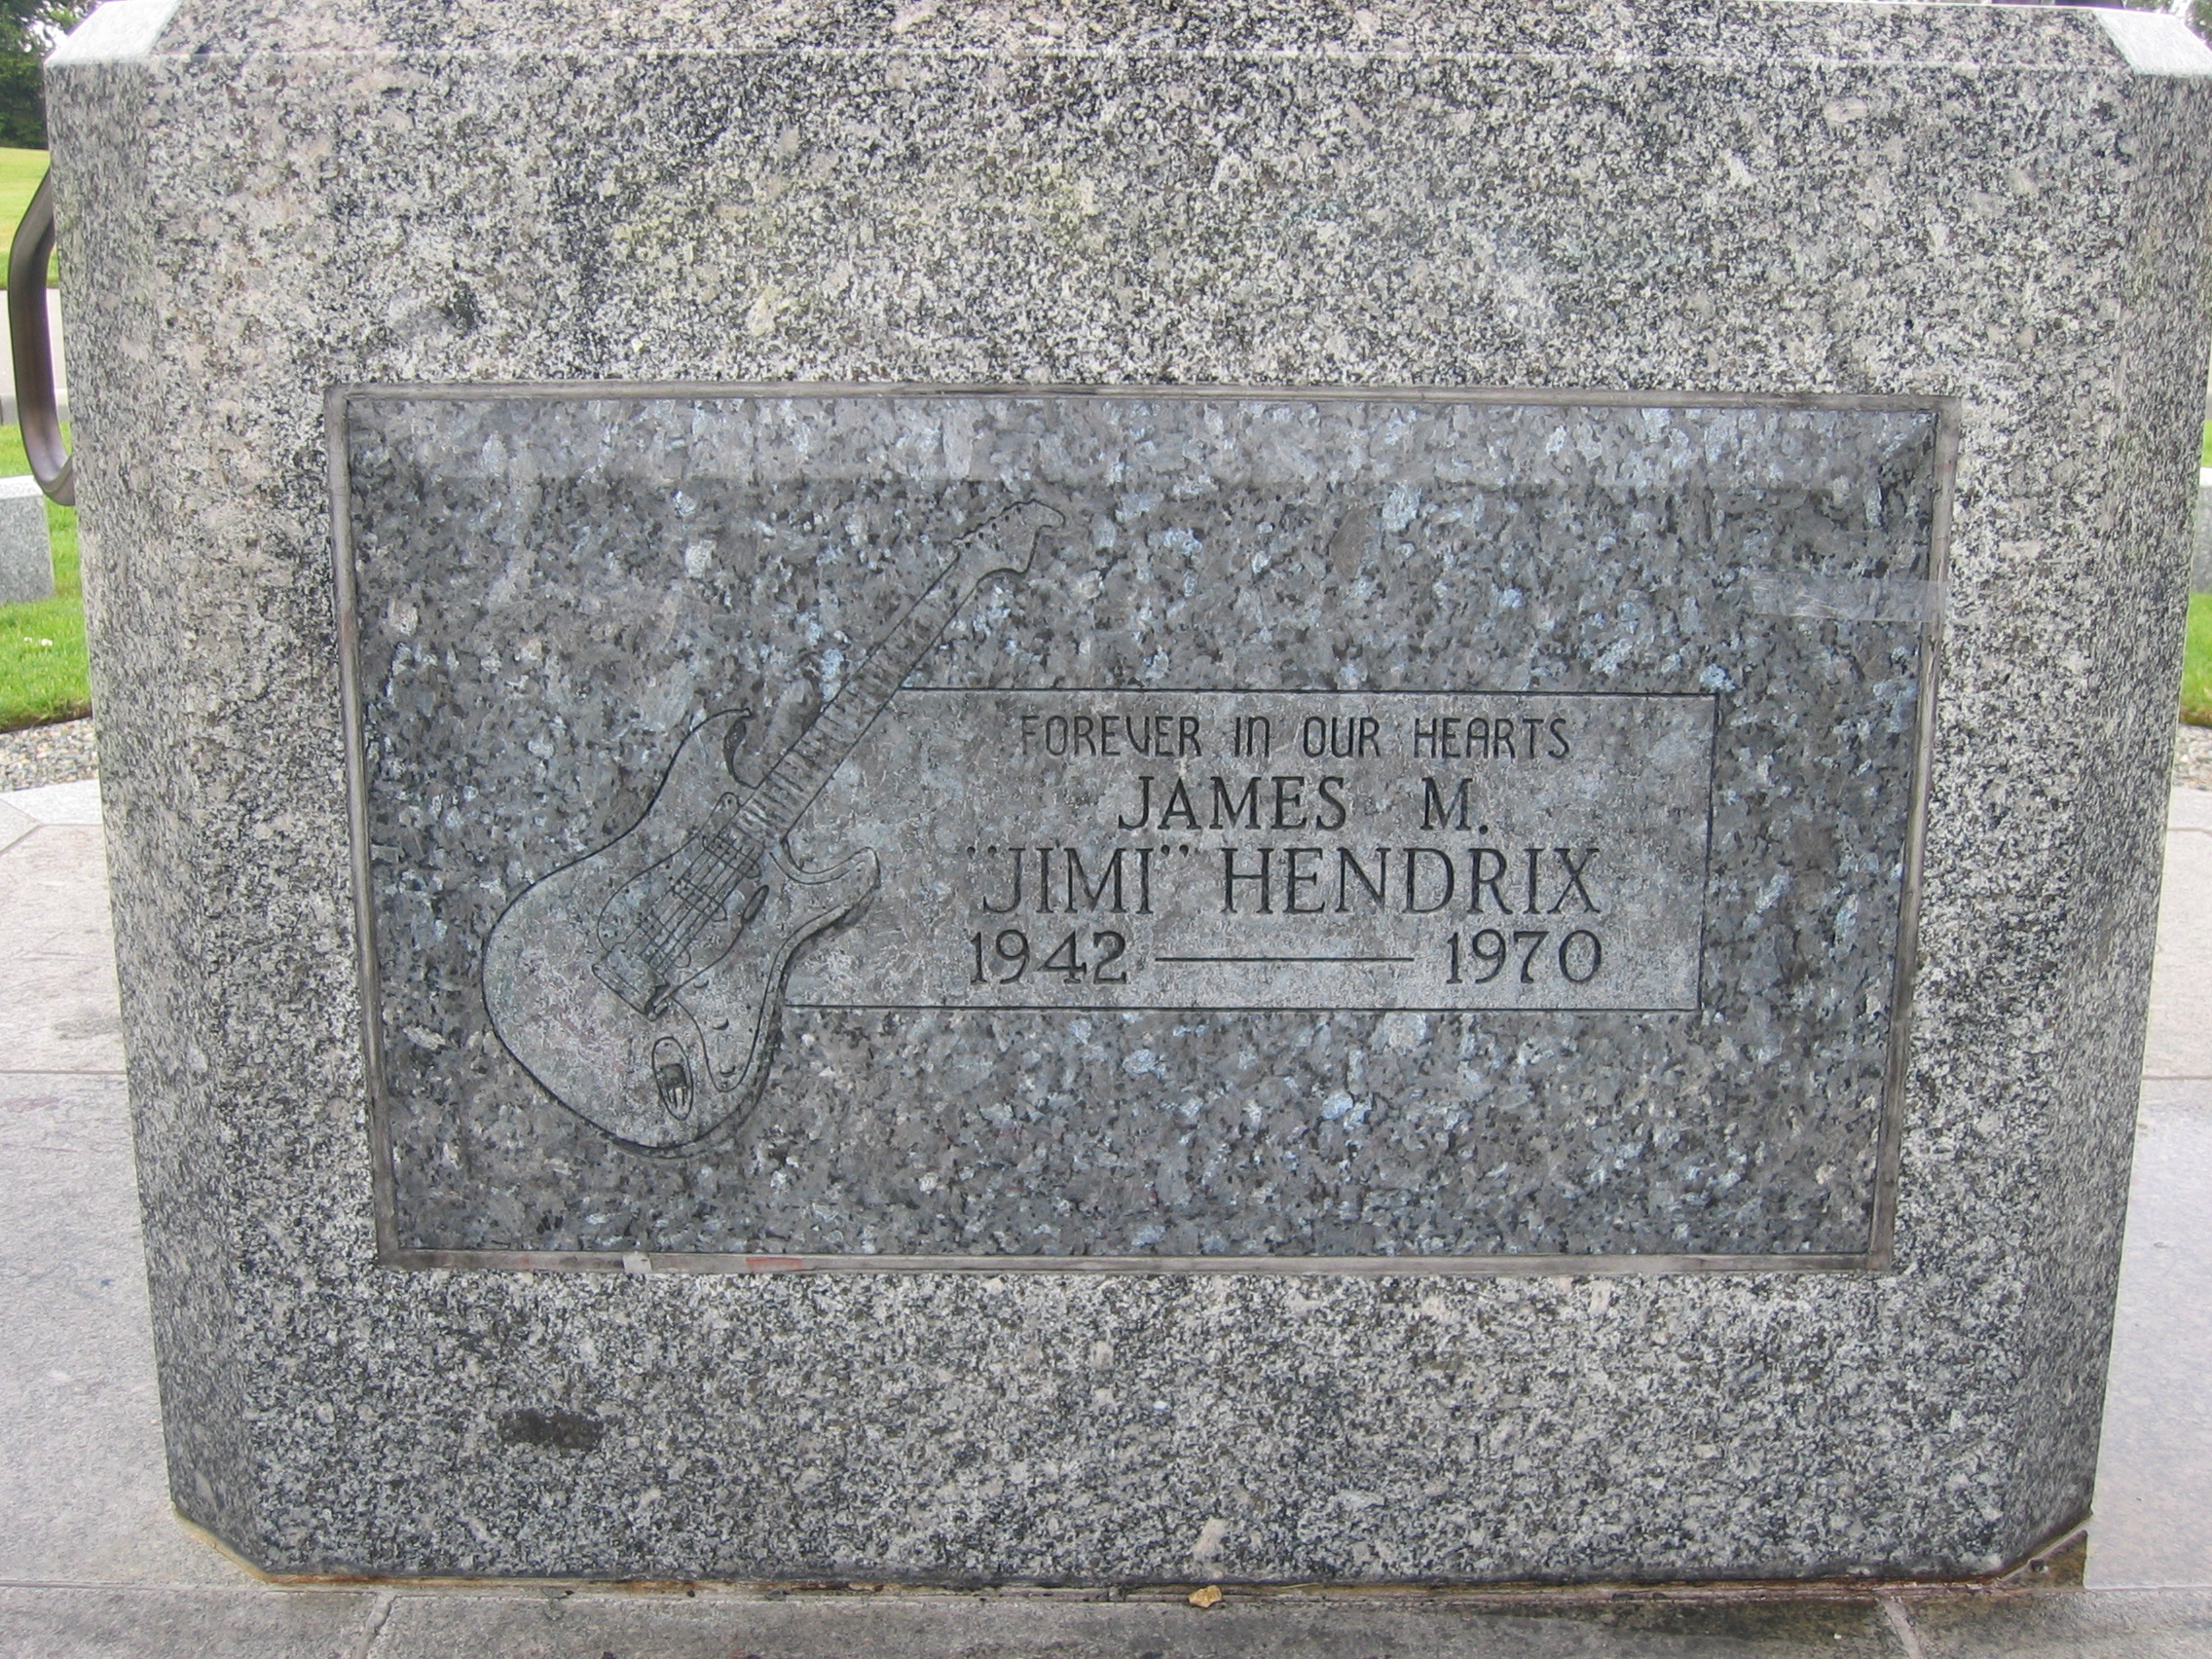 FOREVER IN OUR HEARTS
JAMES M.
"JIMI" HENDRIX
1942 — 1970